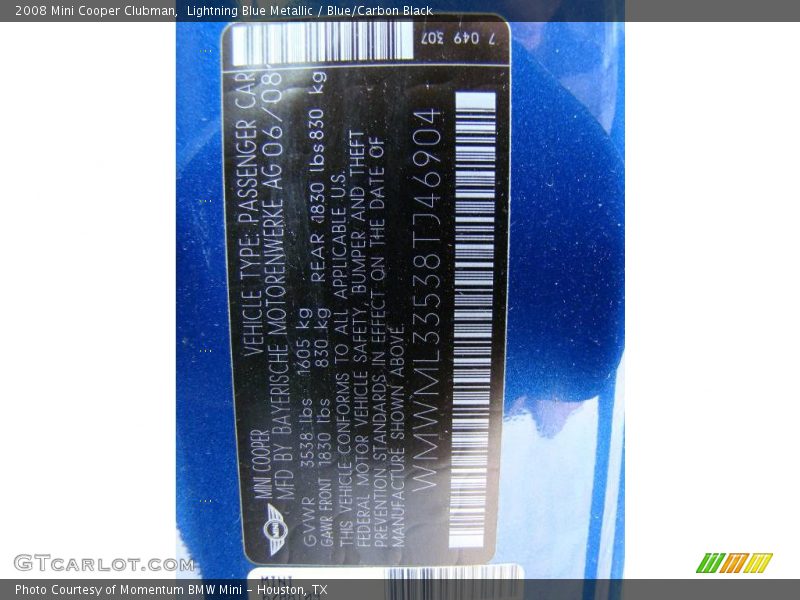 2008 Mini Cooper Clubman, Lightning Blue Metallic / Blue/Carbon Black
7 049 307
MINI COOPER VEHICLE TYPE: PASSENGER CAR
MFD BY BAYERISCHE MOTORENWERKE AG 06/08
GVWR 3538 lbs 1605 kg
GAWR FRONT 1830 lbs 830 kg REAR 1830 lbs 830 kg
THIS VEHICLE CONFORMS TO ALL APPLICABLE U.S.
FEDERAL MOTOR VEHICLE SAFETY, BUMPER AND THEFT
PREVENTION STANDARDS IN EFFECT ON THE DATE OF
MANUFACTURE SHOWN ABOVE.
WMWML33538TJ46904
MINI
GTCARLOT.COM
Photo Courtesy of Momentum BMW Mini - Houston, TX